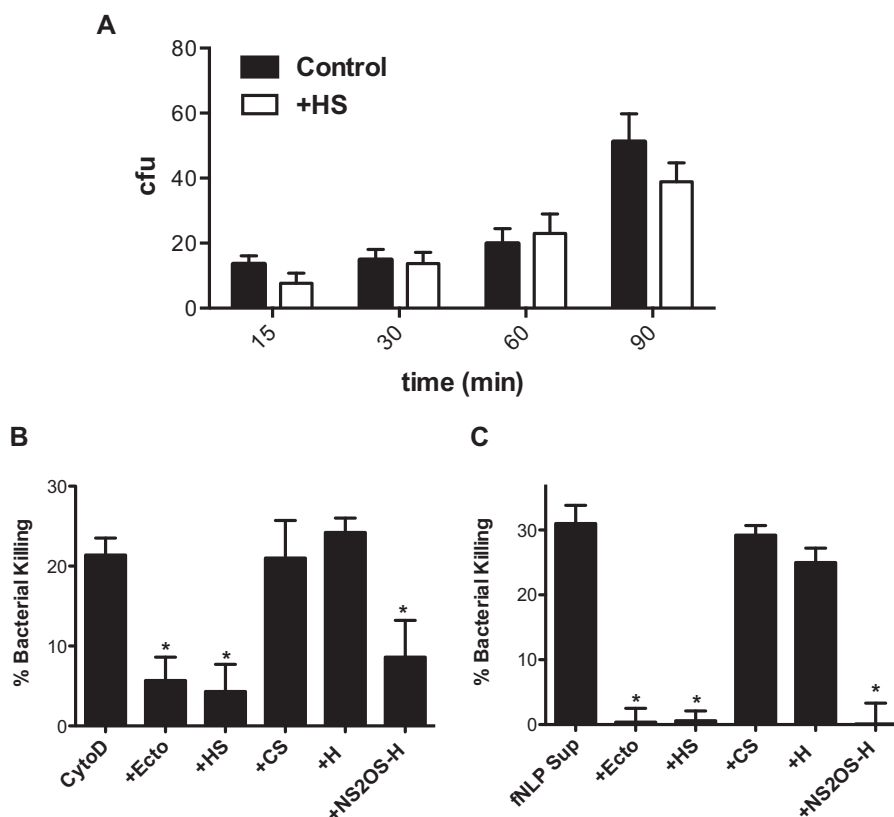 A
80
60
40
20
0
cfu
Control
+HS
15
30
60
90
time (min)
B
30
20
10
0
% Bacterial Killing
*
*
*
CytoD
+Ecto
+HS
+CS
+H
+NS2OS-H
C
30
20
10
0
% Bacterial Killing
*
*
*
fNLP Sup
+Ecto
+HS
+CS
+H
+NS2OS-H